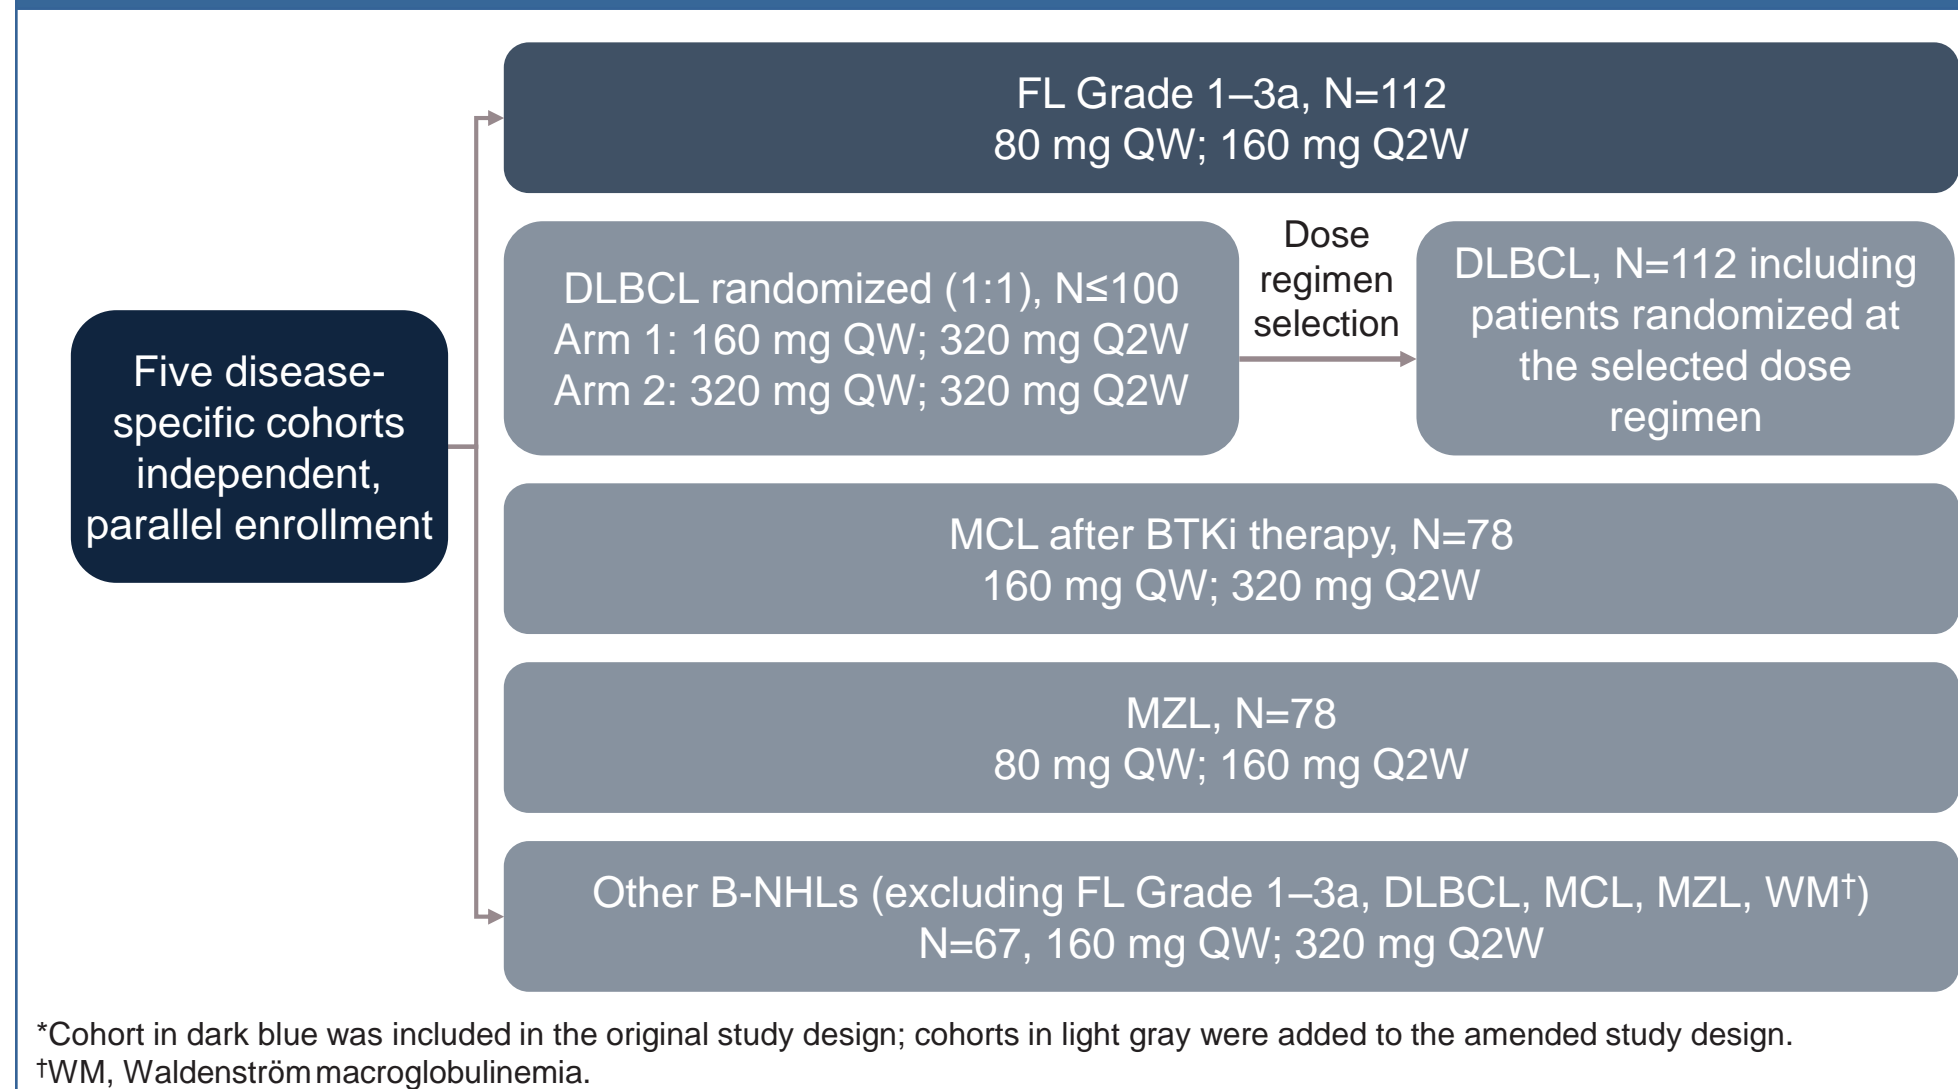 FL Grade 1–3a, N=112
80 mg QW; 160 mg Q2W
Five disease-
specific cohorts
independent,
parallel enrollment
DLBCL randomized (1:1), N≤100
Arm 1: 160 mg QW; 320 mg Q2W
Arm 2: 320 mg QW; 320 mg Q2W
Dose
regimen
selection
DLBCL, N=112 including
patients randomized at
the selected dose
regimen
MCL after BTKi therapy, N=78
160 mg QW; 320 mg Q2W
MZL, N=78
80 mg QW; 160 mg Q2W
Other B-NHLs (excluding FL Grade 1–3a, DLBCL, MCL, MZL, WM†)
N=67, 160 mg QW; 320 mg Q2W
*Cohort in dark blue was included in the original study design; cohorts in light gray were added to the amended study design.
†WM, Waldenström macroglobulinemia.